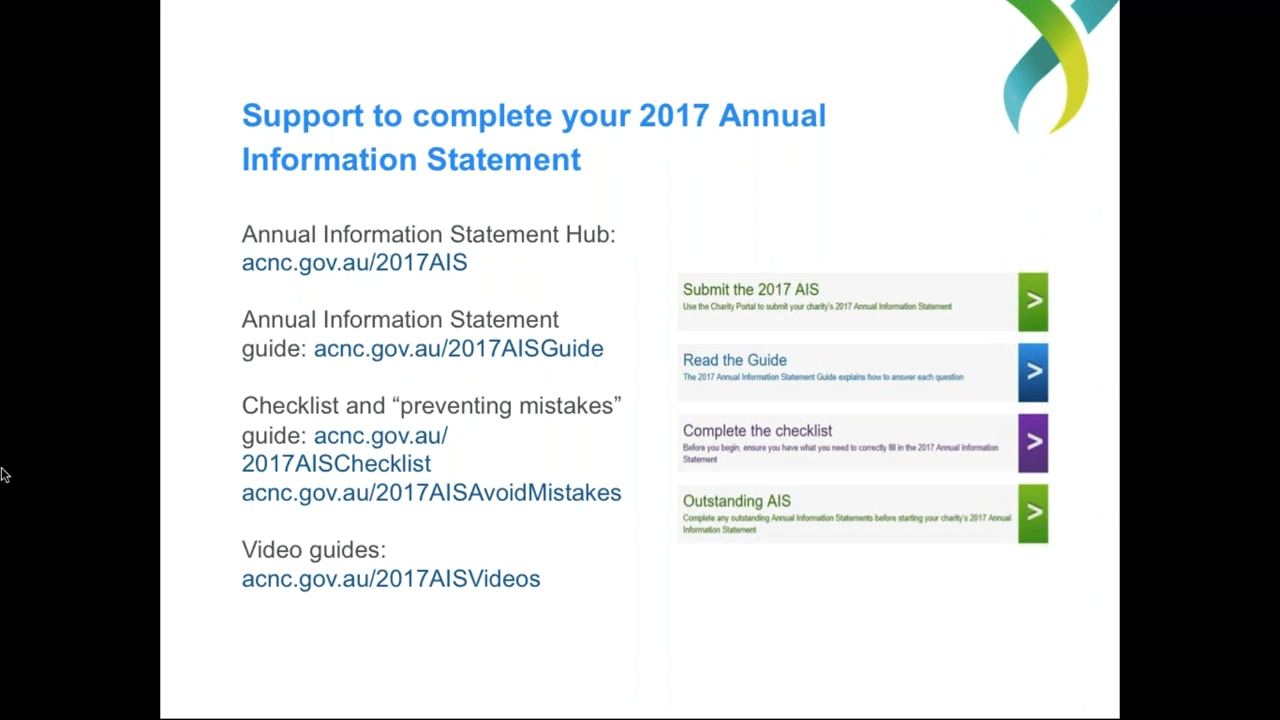 Support to complete your 2017 Annual
Information Statement
Annual Information Statement Hub:
acnc.gov.au/2017AIS
Annual Information Statement
guide: acnc.gov.au/2017AISGuide
Checklist and “preventing mistakes”
guide: acnc.gov.au/
2017AISChecklist
acnc.gov.au/2017AISAvoidMistakes
Video guides:
acnc.gov.au/2017AISVideos
Submit the 2017 AIS
Use the Charity Portal to submit your charity's 2017 Annual Information Statement
>
Read the Guide
The 2017 Annual Information Statement Guide explains how to answer each question
>
Complete the checklist
Before you begin, ensure you have what you need to correctly fill in the 2017 Annual Information
Statement
>
Outstanding AIS
Complete any outstanding Annual Information Statements before starting your charity's 2017 Annual
Information Statement
>